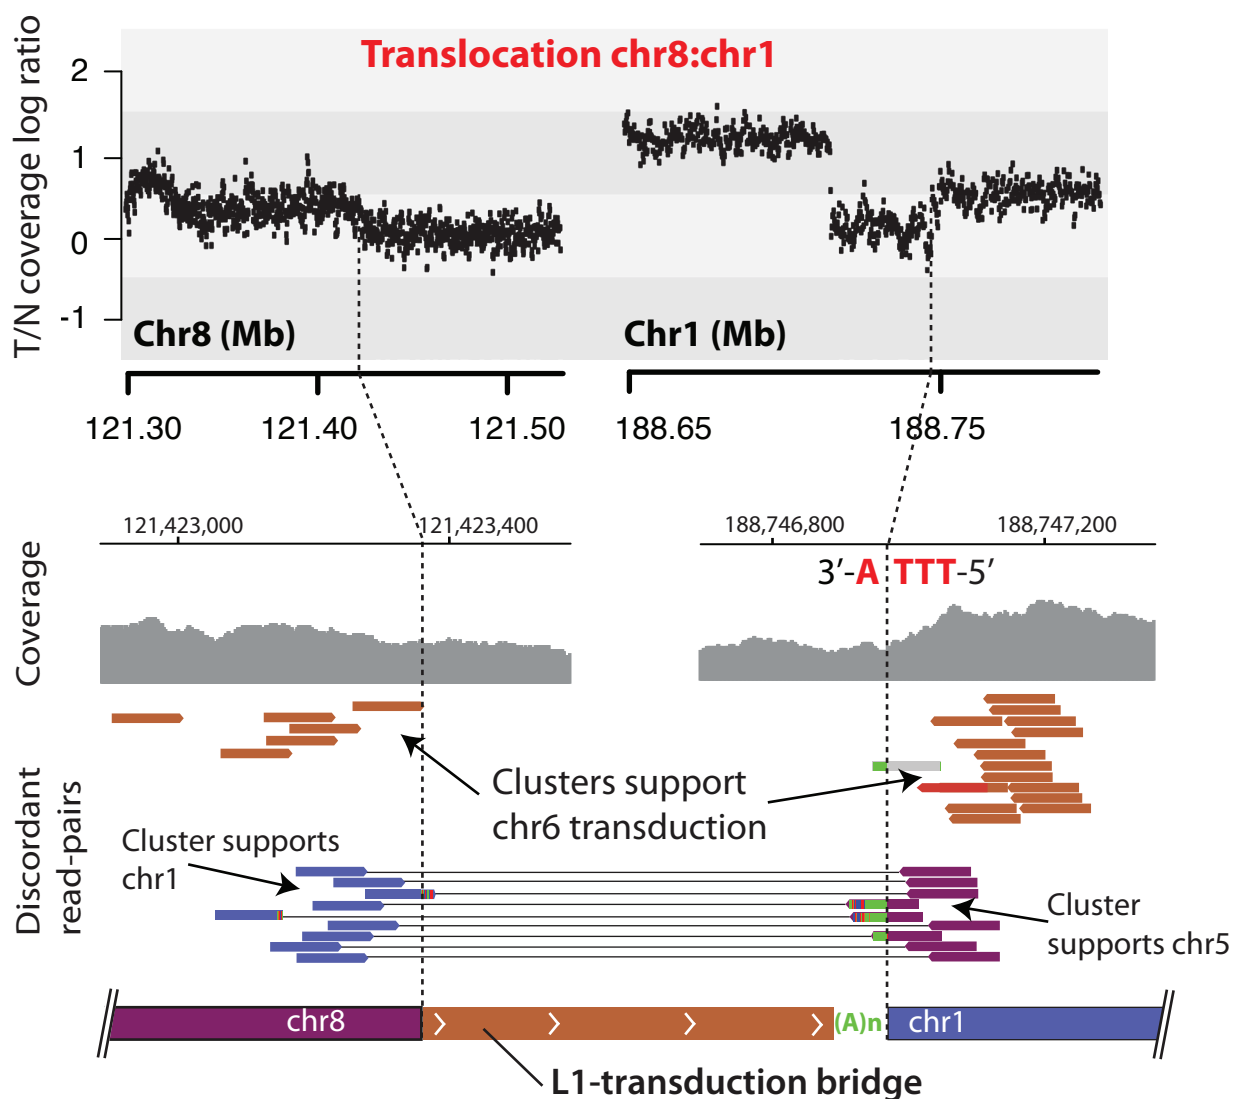 Translocation chr8:chr1
T/N coverage log ratio
2
1
0
-1
Chr8 (Mb)
Chr1 (Mb)
121.30
121.40
121.50
188.65
188.75
121,423,000
121,423,400
188,746,800
188,747,200
3′-A TTT-5′
Coverage
Discordant
read-pairs
Clusters support
chr6 transduction
Cluster supports
chr1
Cluster
supports chr5
chr8
(A)n
chr1
L1-transduction bridge